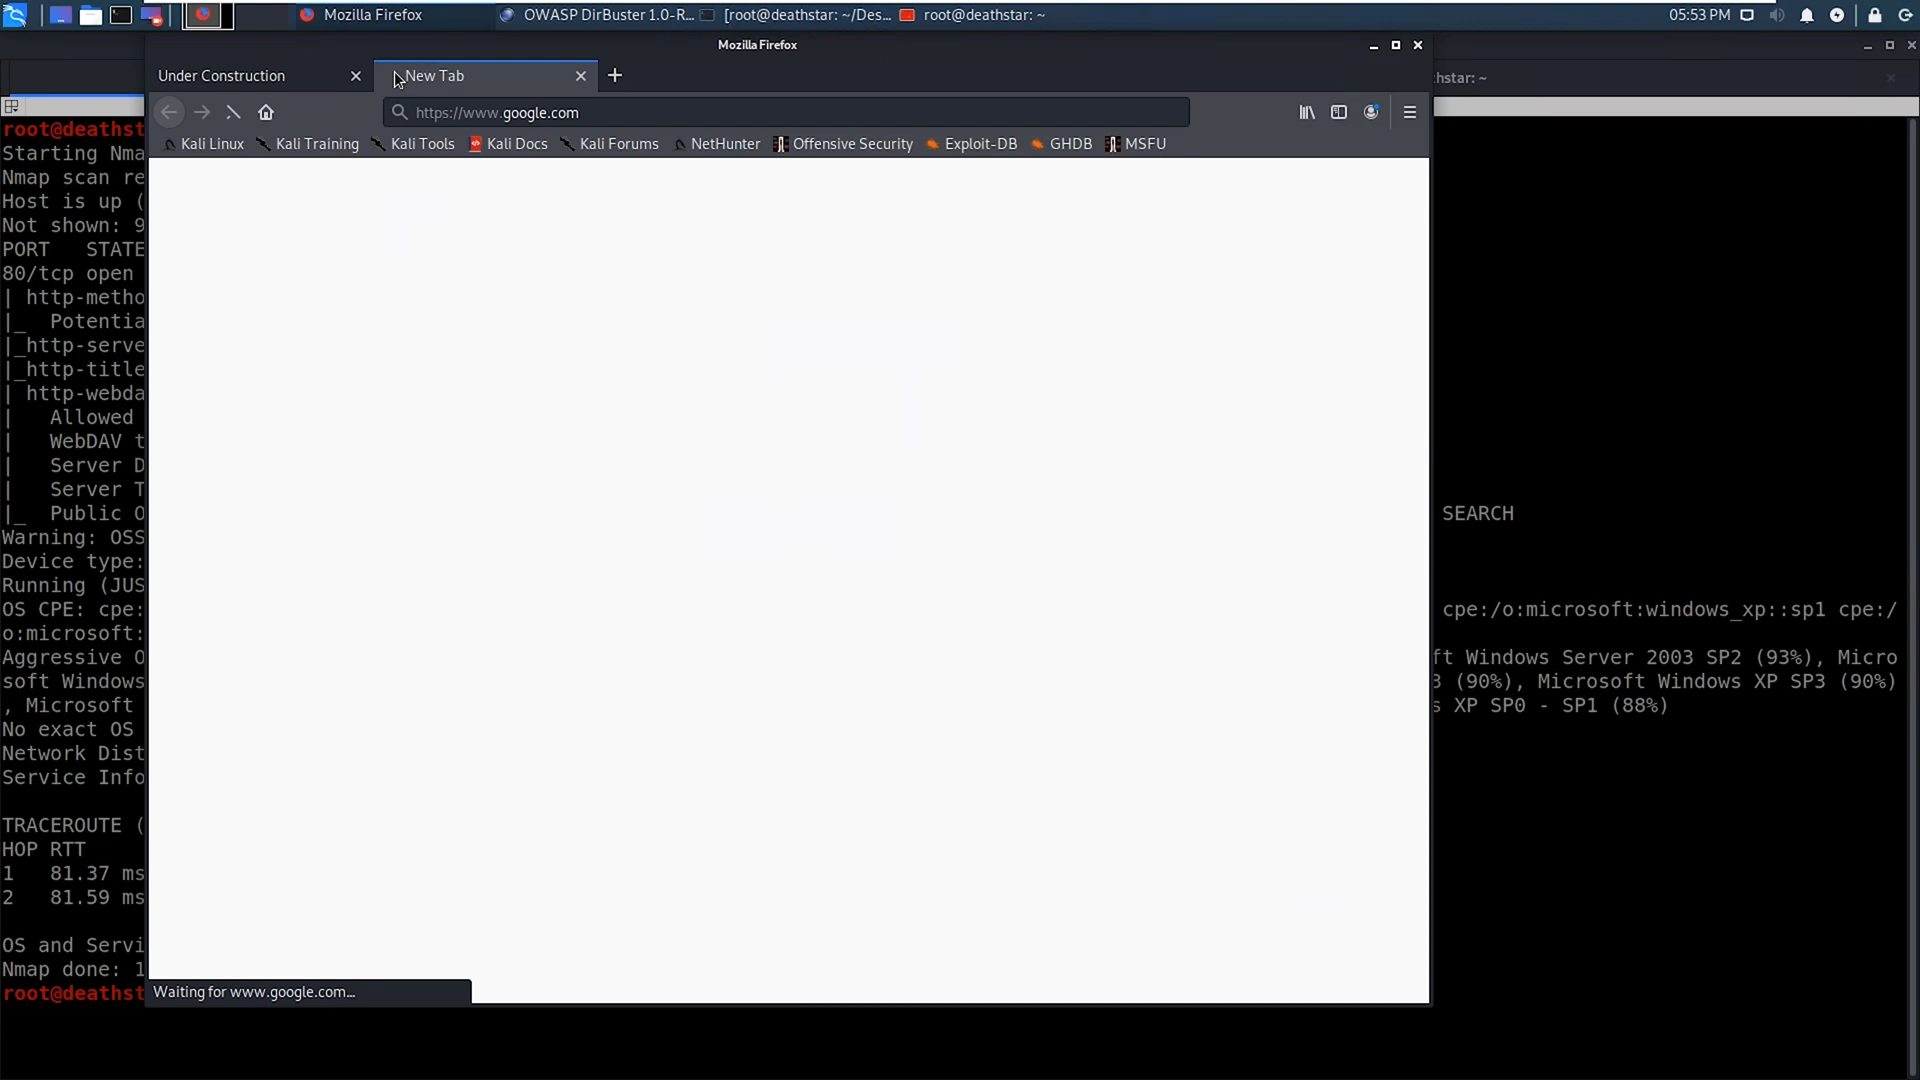 Mozilla Firefox
OWASP DirBuster 1.0-R...
[root@deathstar: ~/Des...
root@deathstar: ~
05:53 PM
Mozilla Firefox
Under Construction
New Tab
https://www.google.com
Kali Linux
Kali Training
Kali Tools
Kali Docs
Kali Forums
NetHunter
Offensive Security
Exploit-DB
GHDB
MSFU
thstar: ~
root@deathst
Starting Nma
Nmap scan re
Host is up (
Not shown: 9
PORT   STATE
80/tcp open
| http-metho
|_  Potentia
|_http-serve
|_http-title
| http-webda
|   Allowed
|   WebDAV t
|   Server D
|   Server T
|_  Public O SEARCH
Warning: OSS
Device type:
Running (JUS
OS CPE: cpe: cpe:/o:microsoft:windows_xp::sp1 cpe:/
o:microsoft:
Aggressive O ft Windows Server 2003 SP2 (93%), Micro
soft Windows 3 (90%), Microsoft Windows XP SP3 (90%)
, Microsoft s XP SP0 - SP1 (88%)
No exact OS
Network Dist
Service Info
TRACEROUTE (
HOP RTT
1   81.37 ms
2   81.59 ms
OS and Servi
Nmap done: 1
root@deathst
Waiting for www.google.com...